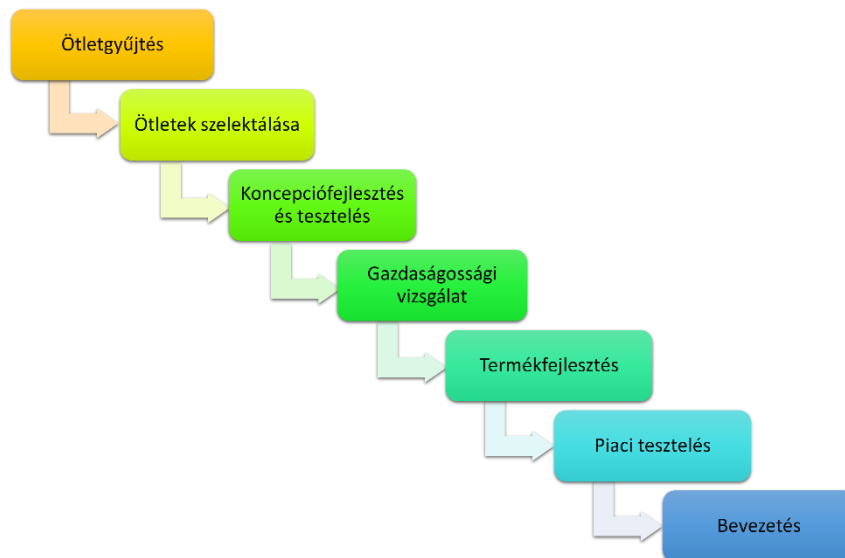 Ötletgyűjtés
Ötletek szelektálása
Koncepciófejlesztés
és tesztelés
Gazdaságossági
vizsgálat
Termékfejlesztés
Piaci tesztelés
Bevezetés